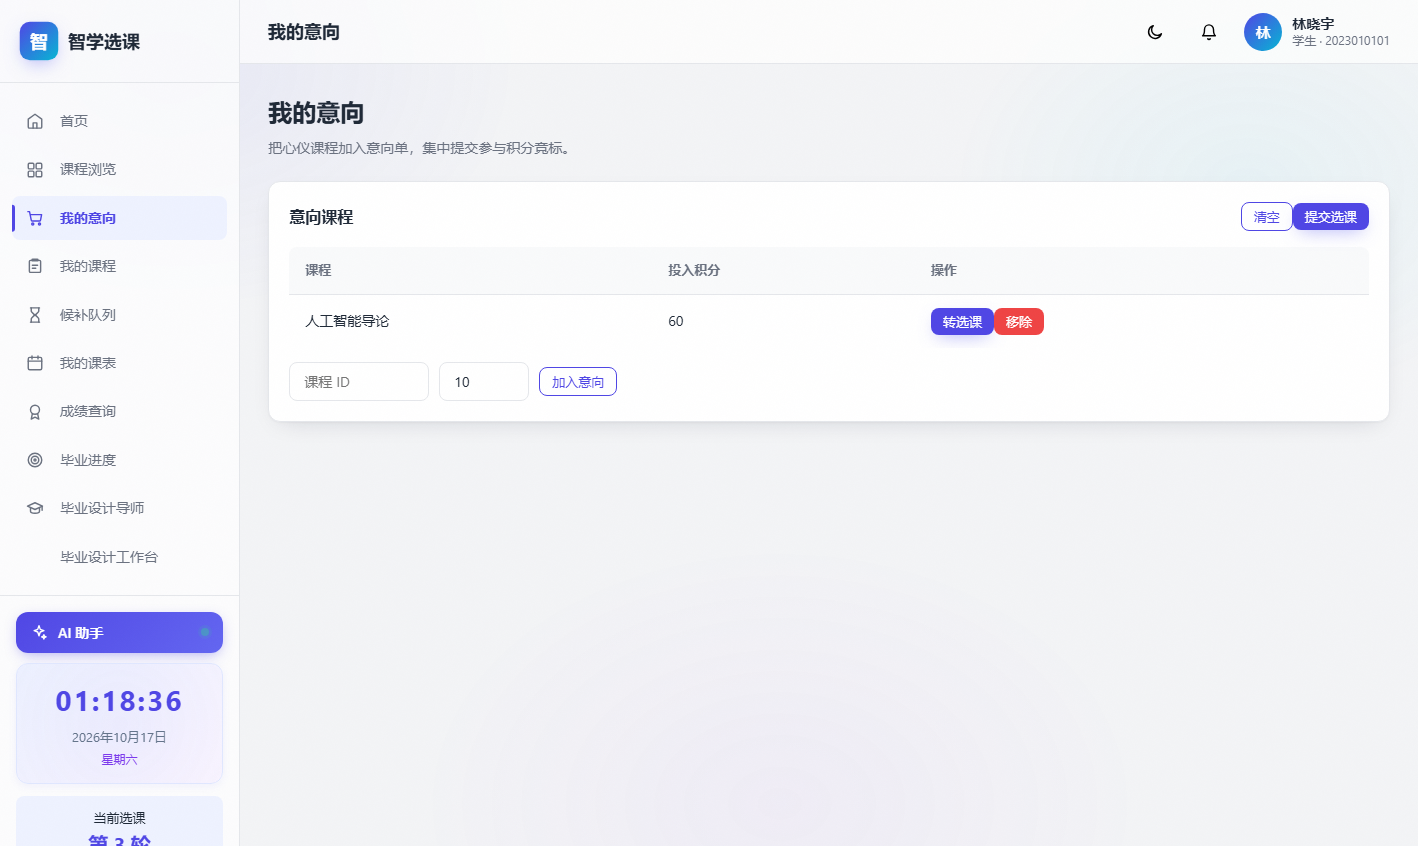 智 智学选课
首页
课程浏览
我的意向
我的课程
候补队列
我的课表
成绩查询
毕业进度
毕业设计导师
毕业设计工作台
AI 助手
01:18:36
2026年10月17日
星期六
当前选课
第 3 轮
我的意向
林 林晓宇
学生 · 2023010101
我的意向
把心仪课程加入意向单，集中提交参与积分竞标。
意向课程 清空 提交选课
课程 投入积分 操作
人工智能导论 60 转选课 移除
课程 ID 10 加入意向